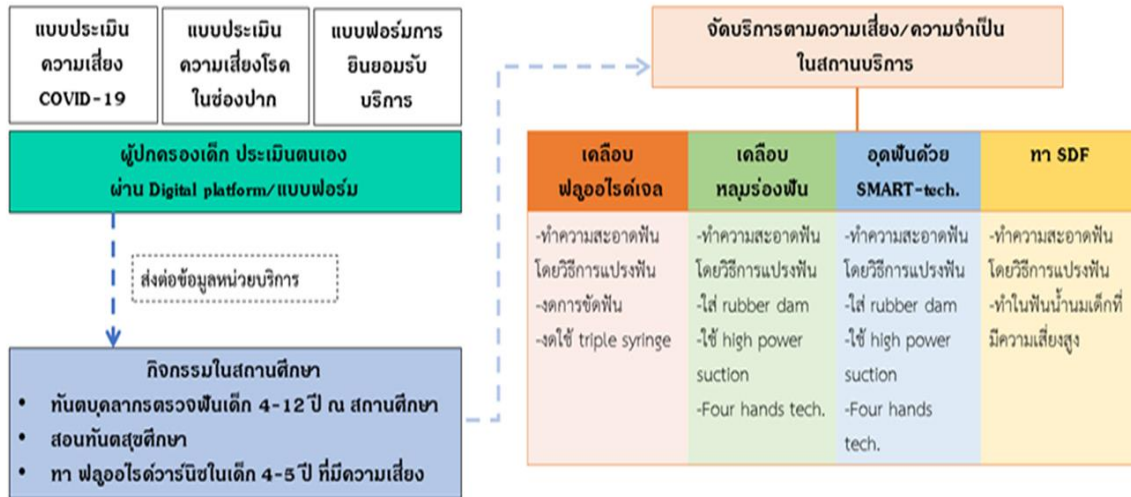 แบบประเมิน
ความเสี่ยง
COVID-19
แบบประเมิน
ความเสี่ยงโรค
ในช่องปาก
แบบฟอร์มการ
ยินยอมรับ
บริการ
ผู้ปกครองเด็ก ประเมินตนเอง
ผ่าน Digital platform/แบบฟอร์ม
ส่งต่อข้อมูลหน่วยบริการ
กิจกรรมในสถานศึกษา
• ทันตบุคลากรตรวจฟันเด็ก 4-12 ปี ณ สถานศึกษา
• สอนทันตสุขศึกษา
• ทา ฟลูออไรด์วาร์นิชในเด็ก 4-5 ปี ที่มีความเสี่ยง
จัดบริการตามความเสี่ยง/ความจำเป็น
ในสถานบริการ
เคลือบ
ฟลูออไรด์เจล
-ทำความสะอาดฟัน
โดยวิธีการแปรงฟัน
-งดการขัดฟัน
-งดใช้ triple syringe
เคลือบ
หลุมร่องฟัน
-ทำความสะอาดฟัน
โดยวิธีการแปรงฟัน
-ใส่ rubber dam
-ใช้ high power
suction
-Four hands tech.
อุดฟันด้วย
SMART-tech.
-ทำความสะอาดฟัน
โดยวิธีการแปรงฟัน
-ใส่ rubber dam
-ใช้ high power
suction
-Four hands
tech.
ทา SDF
-ทำความสะอาดฟัน
โดยวิธีการแปรงฟัน
-ทำในฟันน้ำนมเด็กที่
มีความเสี่ยงสูง